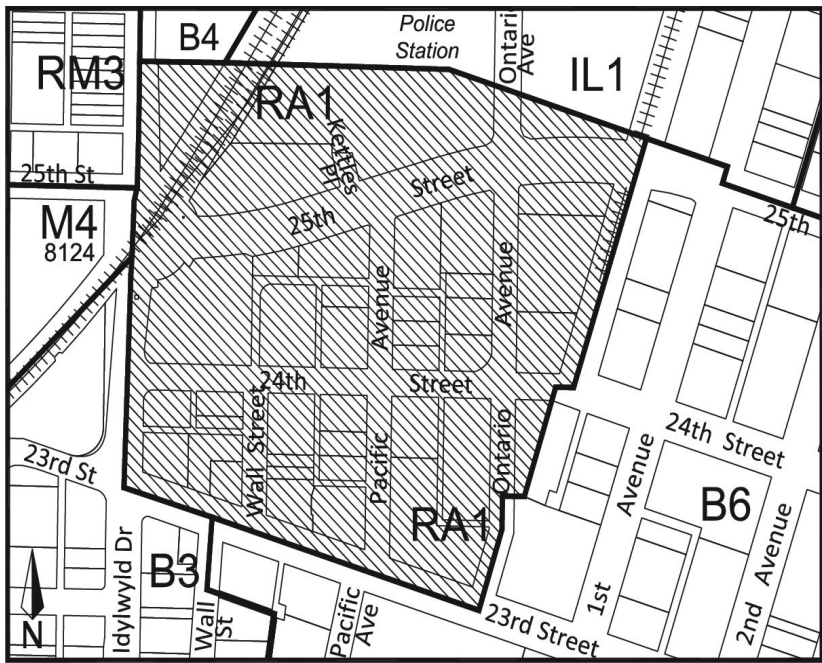 B4
Police
Station
Ontario
Ave
IL1
RM3
RA1
Kettles
Pl
25th St
Street
25th
25th
M4
8124
Avenue
Avenue
24th
Street
Wall Street
Pacific
Ontario
24th Street
23rd St
Avenue
RA1
B6
Idylwyld Dr
B3
Wall
St
Pacific
Ave
1st
2nd Avenue
23rd Street
N